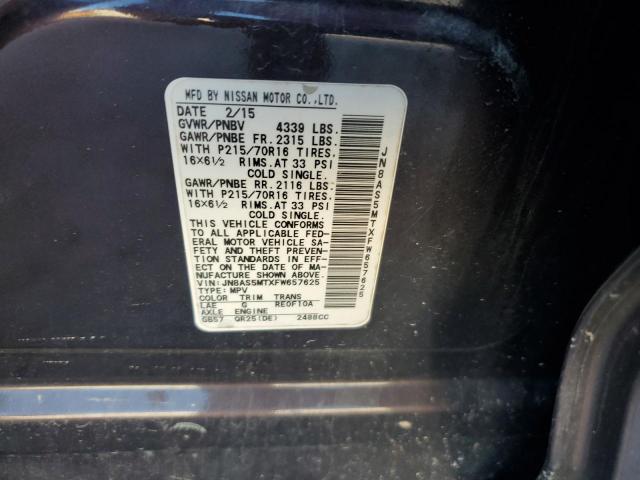 MFD BY NISSAN MOTOR CO.,LTD.
DATE 2/15
GVWR/PNBV 4339 LBS.
GAWR/PNBE FR. 2315 LBS.
WITH P215/70R16 TIRES.
16X6½ RIMS. AT 33 PSI
COLD SINGLE.
GAWR/PNBE RR. 2116 LBS.
WITH P215/70R16 TIRES.
16X6½ RIMS. AT 33 PSI
COLD SINGLE.
THIS VEHICLE CONFORMS
TO ALL APPLICABLE FED-
ERAL MOTOR VEHICLE SA-
FETY AND THEFT PREVEN-
TION STANDARDS IN EFF-
ECT ON THE DATE OF MA-
NUFACTURE SHOWN ABOVE.
VIN:JN8AS5MTXFW657625
TYPE: MPV
COLOR TRIM TRANS
LAE G RE0F10A
AXLE ENGINE
GB57 QR25(DE) 2488CC
JN8AS5MTXFW657625